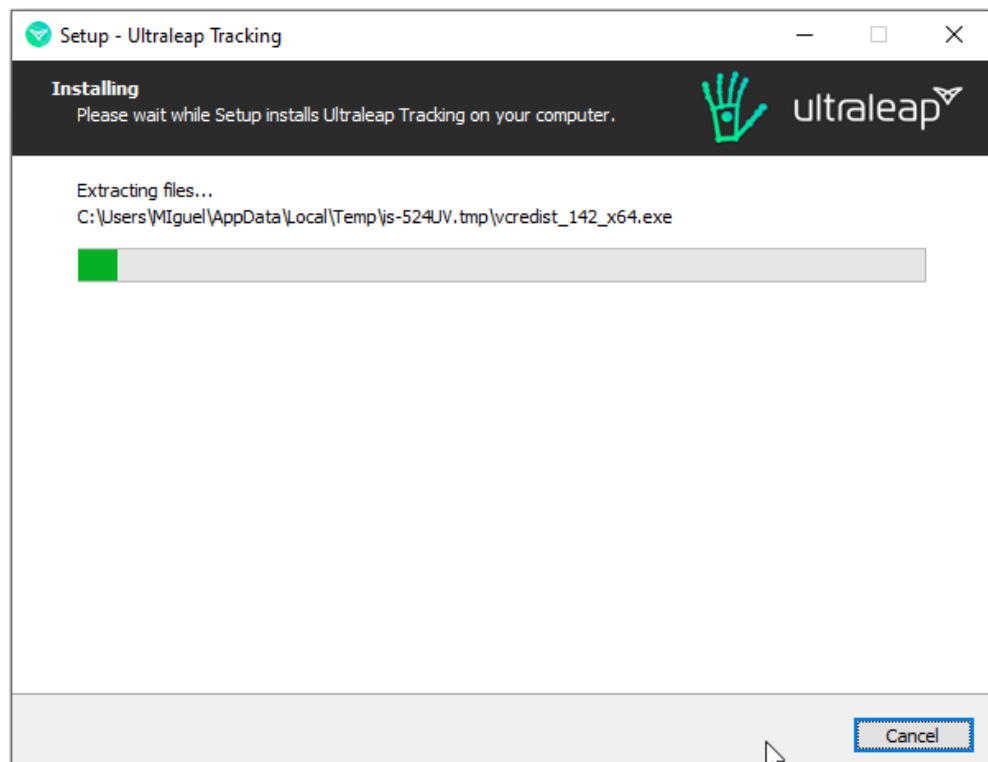 Setup - Ultraleap Tracking
Installing
Please wait while Setup installs Ultraleap Tracking on your computer.
ultraleap
Extracting files...
C:\Users\MIguel\AppData\Local\Temp\is-524UV.tmp\vcredist_142_x64.exe
Cancel